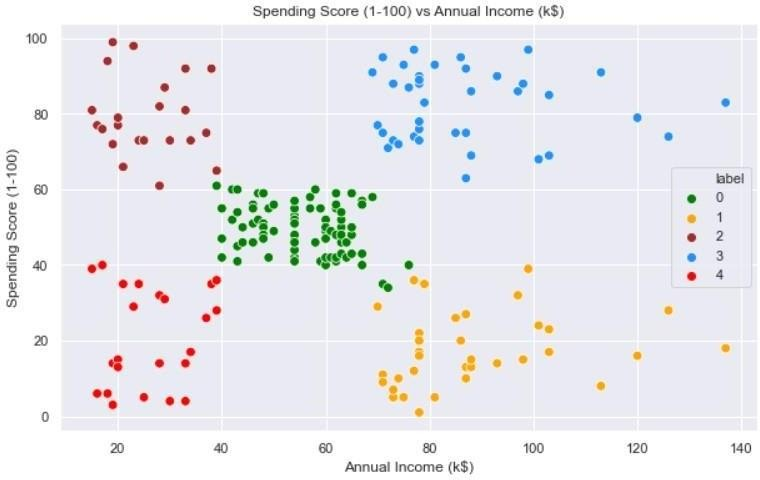 Spending Score (1-100) vs Annual Income (k$)
100
80
60
40
20
0
Spending Score (1-100)
label
0
1
2
3
4
20 40 60 80 100 120 140
Annual Income (k$)